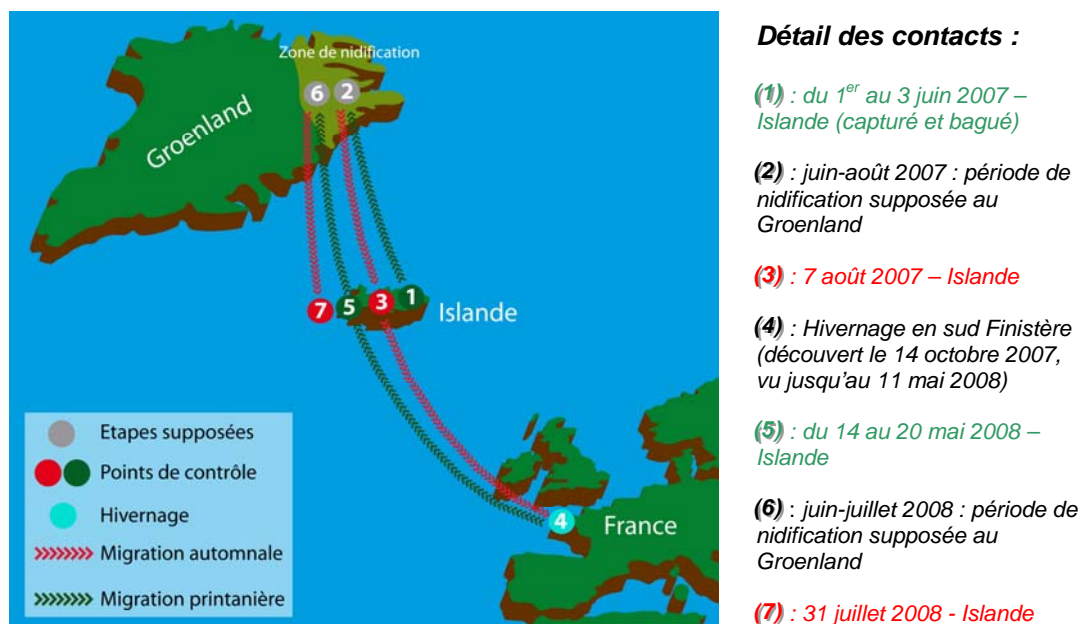 Zone de nidification
6
2
Groenland
7
5
3
1
Islande
Etapes supposées
Points de contrôle
Hivernage
Migration automnale
Migration printanière
4
France
Détail des contacts :
(1) : du 1er au 3 juin 2007 –
Islande (capturé et bagué)
(2) : juin-août 2007 : période de
nidification supposée au
Groenland
(3) : 7 août 2007 – Islande
(4) : Hivernage en sud Finistère
(découvert le 14 octobre 2007,
vu jusqu'au 11 mai 2008)
(5) : du 14 au 20 mai 2008 –
Islande
(6) : juin-juillet 2008 : période de
nidification supposée au
Groenland
(7) : 31 juillet 2008 - Islande